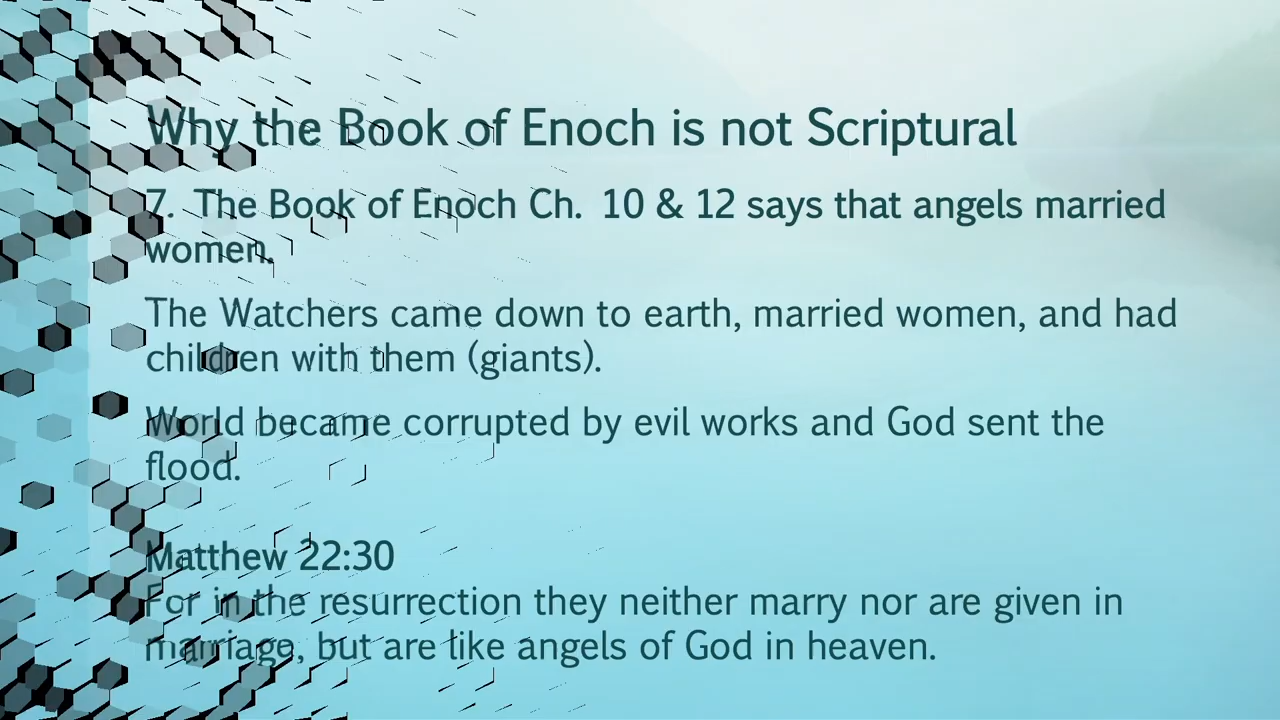 Why the Book of Enoch is not Scriptural
7. The Book of Enoch Ch. 10 & 12 says that angels married
women.
The Watchers came down to earth, married women, and had
children with them (giants).
World became corrupted by evil works and God sent the
flood.
Matthew 22:30
For in the resurrection they neither marry nor are given in
marriage, but are like angels of God in heaven.